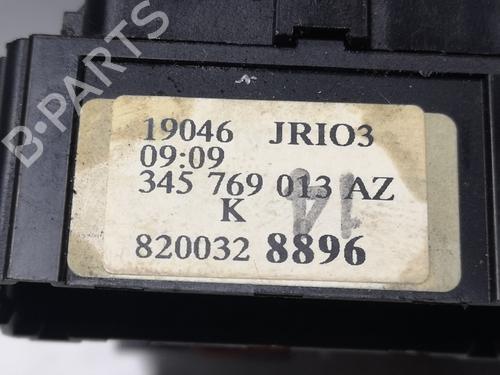 B-PARTS
19046 JRIO3
09:09
345 769 013 AZ
14
K
820032 8896